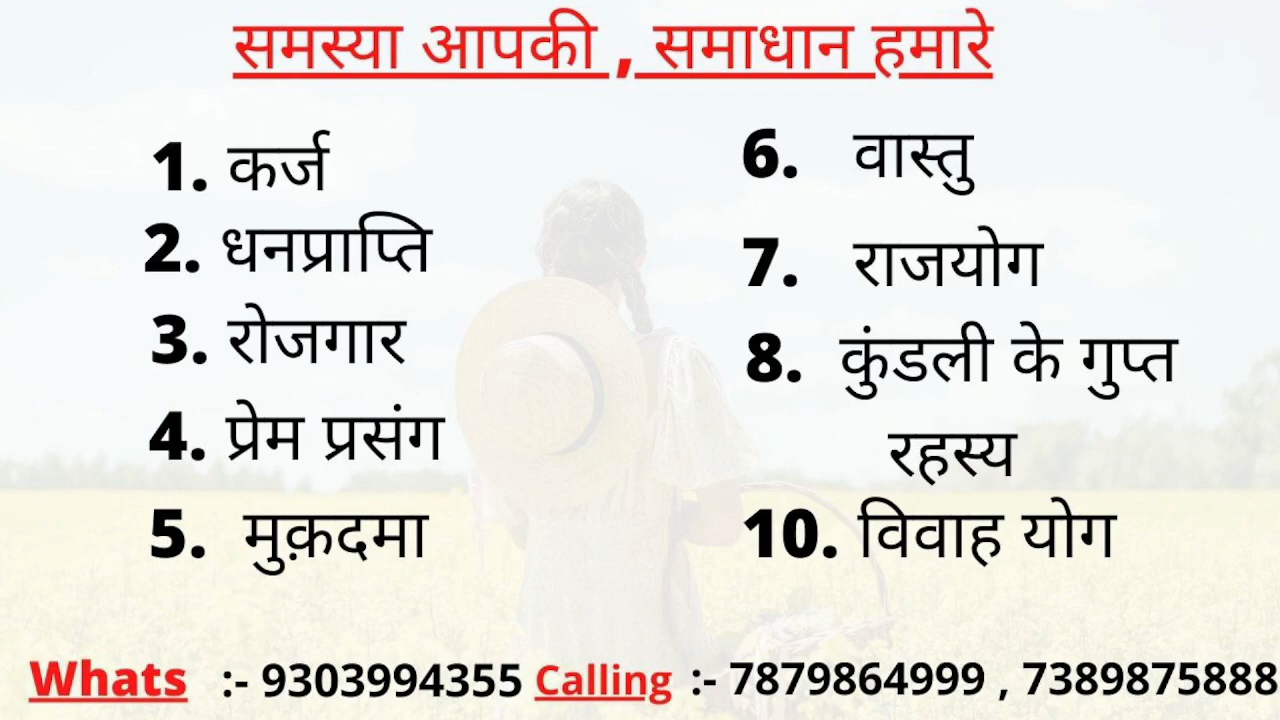 समस्या आपकी , समाधान हमारे
1. कर्ज
2. धनप्राप्ति
3. रोजगार
4. प्रेम प्रसंग
5. मुक़दमा
6. वास्तु
7. राजयोग
8. कुंडली के गुप्त
रहस्य
10. विवाह योग
Whats :- 9303994355 Calling :- 7879864999 , 7389875888